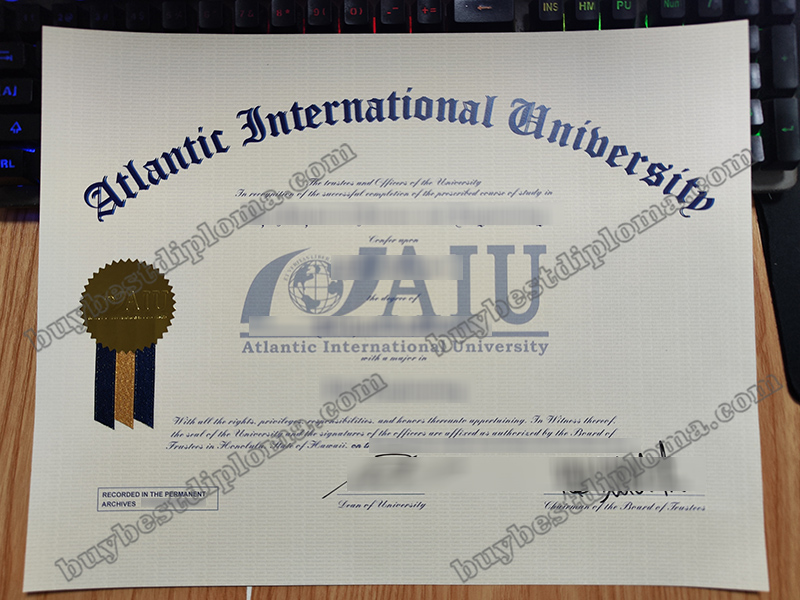 INS HM PU
Atlantic International University
The trustees and Officers of the University
In recognition of the successful completion of the prescribed course of study in
Confer upon
AIU
the degree of
Atlantic International University
with a major in
With all the rights, privileges, responsibilities, and honors thereunto appertaining. In Witness thereof,
the seal of the University and the signatures of the officers are affixed as authorized by the Board of
Trustees in Honolulu, State of Hawaii, on
AIU
RECORDED IN THE PERMANENT
ARCHIVES
Dean of University
Chairman of the Board of Trustees
buybestdiploma.com
buybestdiploma.com
buybestdiploma.com
buybestdiploma.com
buybestdiploma.com
buybestdiploma.com